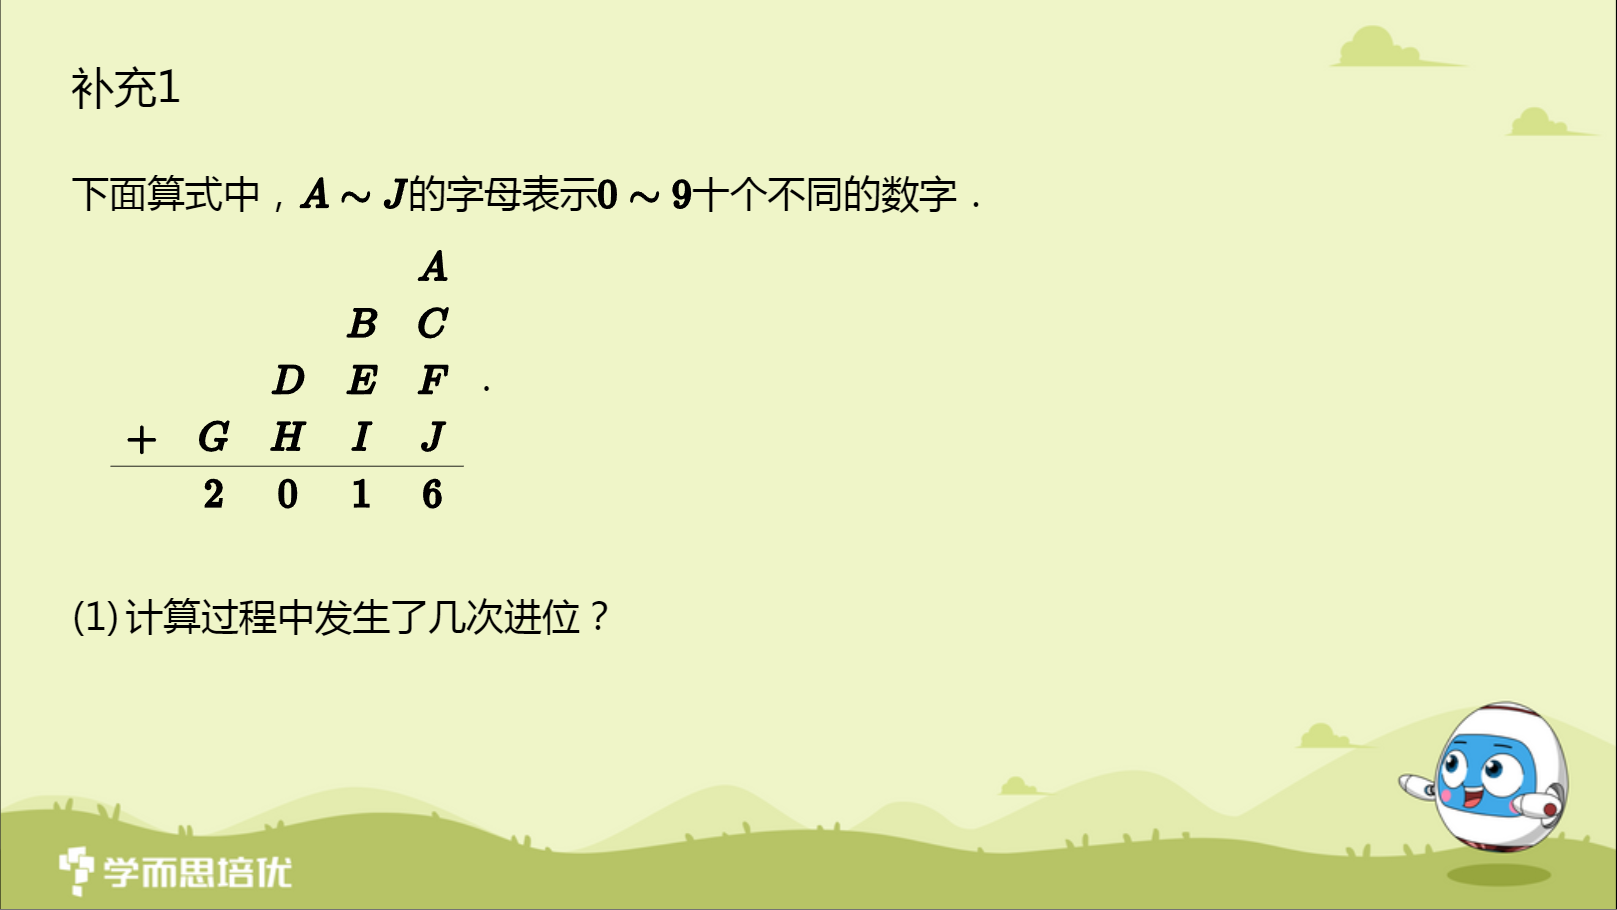 补充1
下面算式中，A ~ J的字母表示0 ~ 9十个不同的数字．
A
B C
D E F .
+ G H I J
2 0 1 6
(1)计算过程中发生了几次进位？
学而思培优